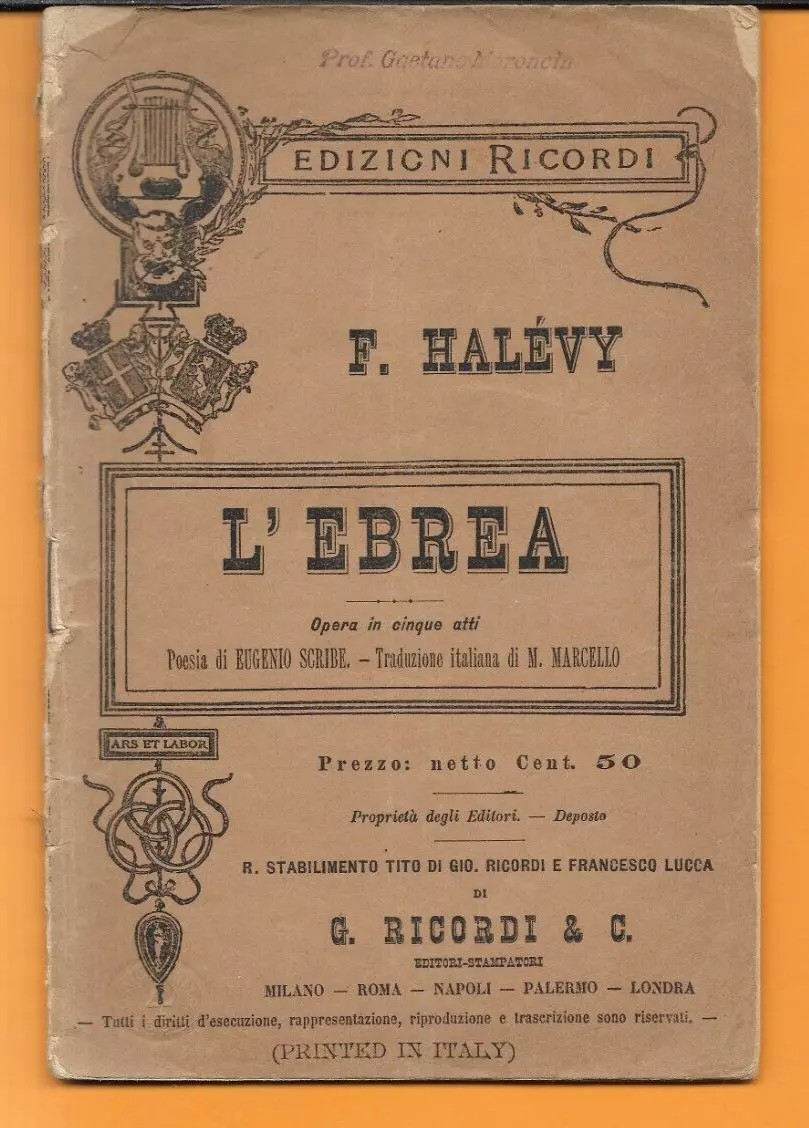 Prof. Gaetano Moroncin
EDIZIONI RICORDI
F. HALÉVY
L'EBREA
Opera in cinque atti
Poesia di EUGENIO SCRIBE. – Traduzione italiana di M. MARCELLO
ARS ET LABOR
Prezzo: netto Cent. 50
Proprietà degli Editori. — Deposto
R. STABILIMENTO TITO DI GIO. RICORDI E FRANCESCO LUCCA
DI
G. RICORDI & C.
EDITORI-STAMPATORI
MILANO — ROMA — NAPOLI — PALERMO — LONDRA
— Tutti i diritti d'esecuzione, rappresentazione, riproduzione e trascrizione sono riservati. —
(PRINTED IN ITALY)